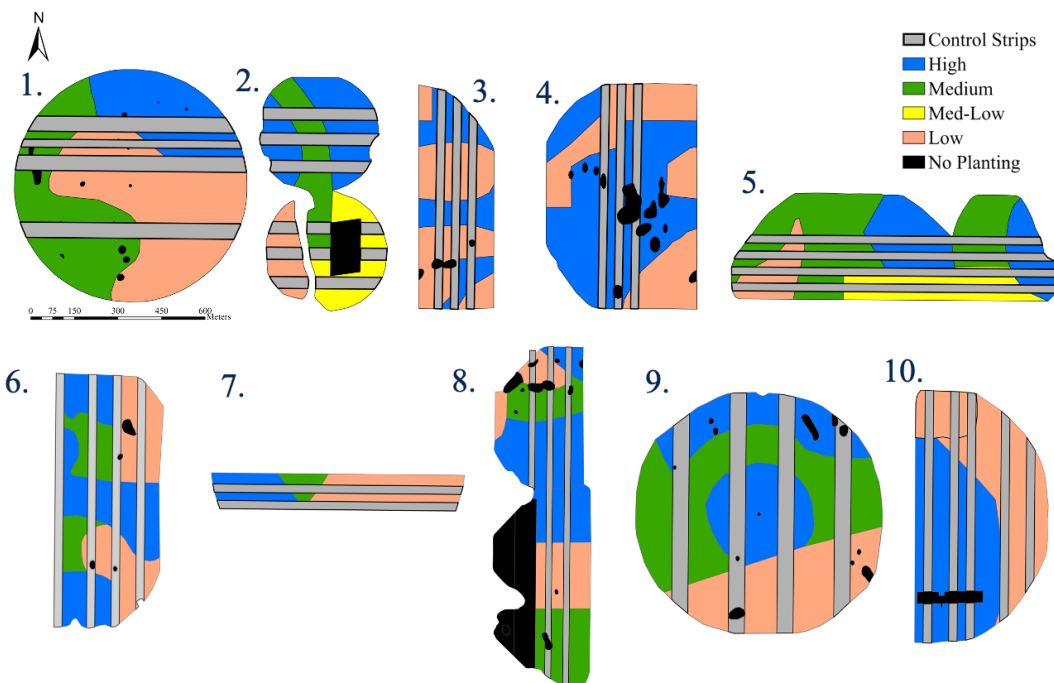 N
1.
2.
3.
4.
5.
Control Strips
High
Medium
Med-Low
Low
No Planting
0 75 150 300 450 600
Meters
6.
7.
8.
9.
10.